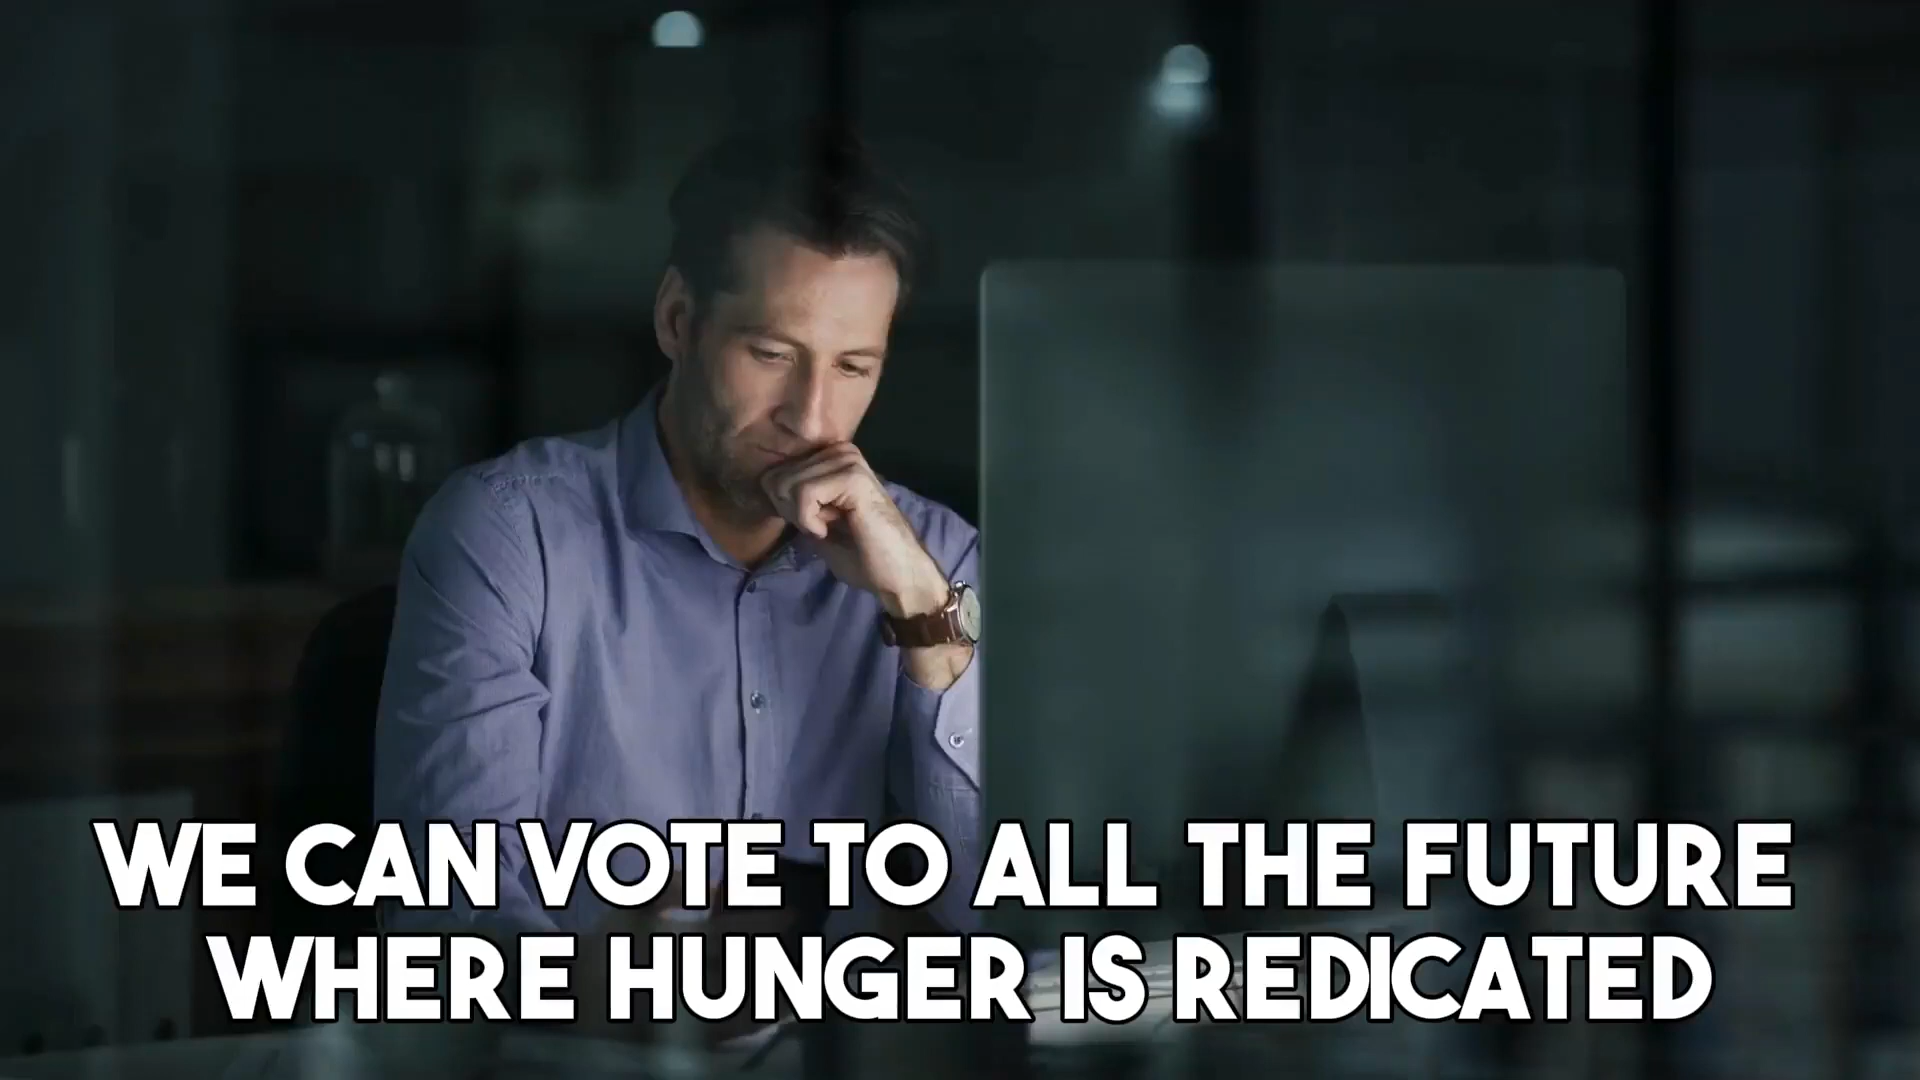 WE CAN VOTE TO ALL THE FUTURE
WHERE HUNGER IS REDICATED